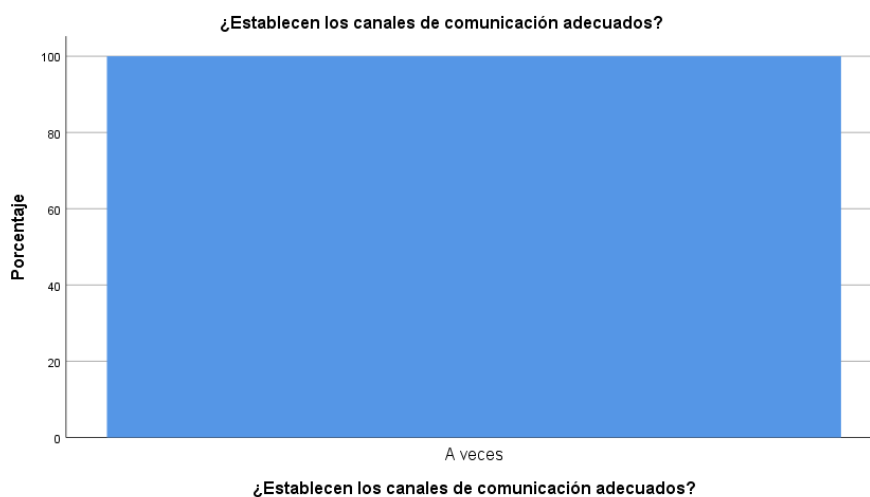 ¿Establecen los canales de comunicación adecuados?
Porcentaje
100
80
60
40
20
0
A veces
¿Establecen los canales de comunicación adecuados?